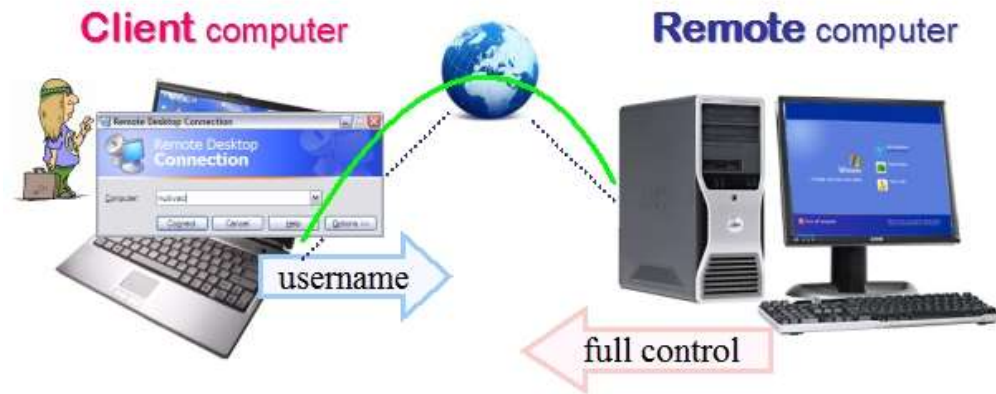 Client computer
Remote computer
Remote Desktop Connection
Remote Desktop
Connection
Computer:
Connect Cancel Help Options >>
username
full control